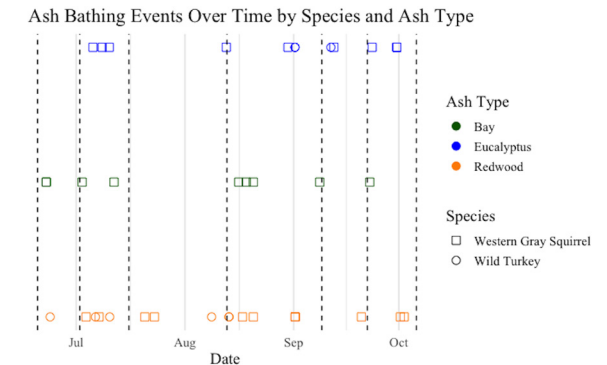 Ash Bathing Events Over Time by Species and Ash Type
Ash Type
Bay
Eucalyptus
Redwood
Species
Western Gray Squirrel
Wild Turkey
Jul Aug Sep Oct
Date